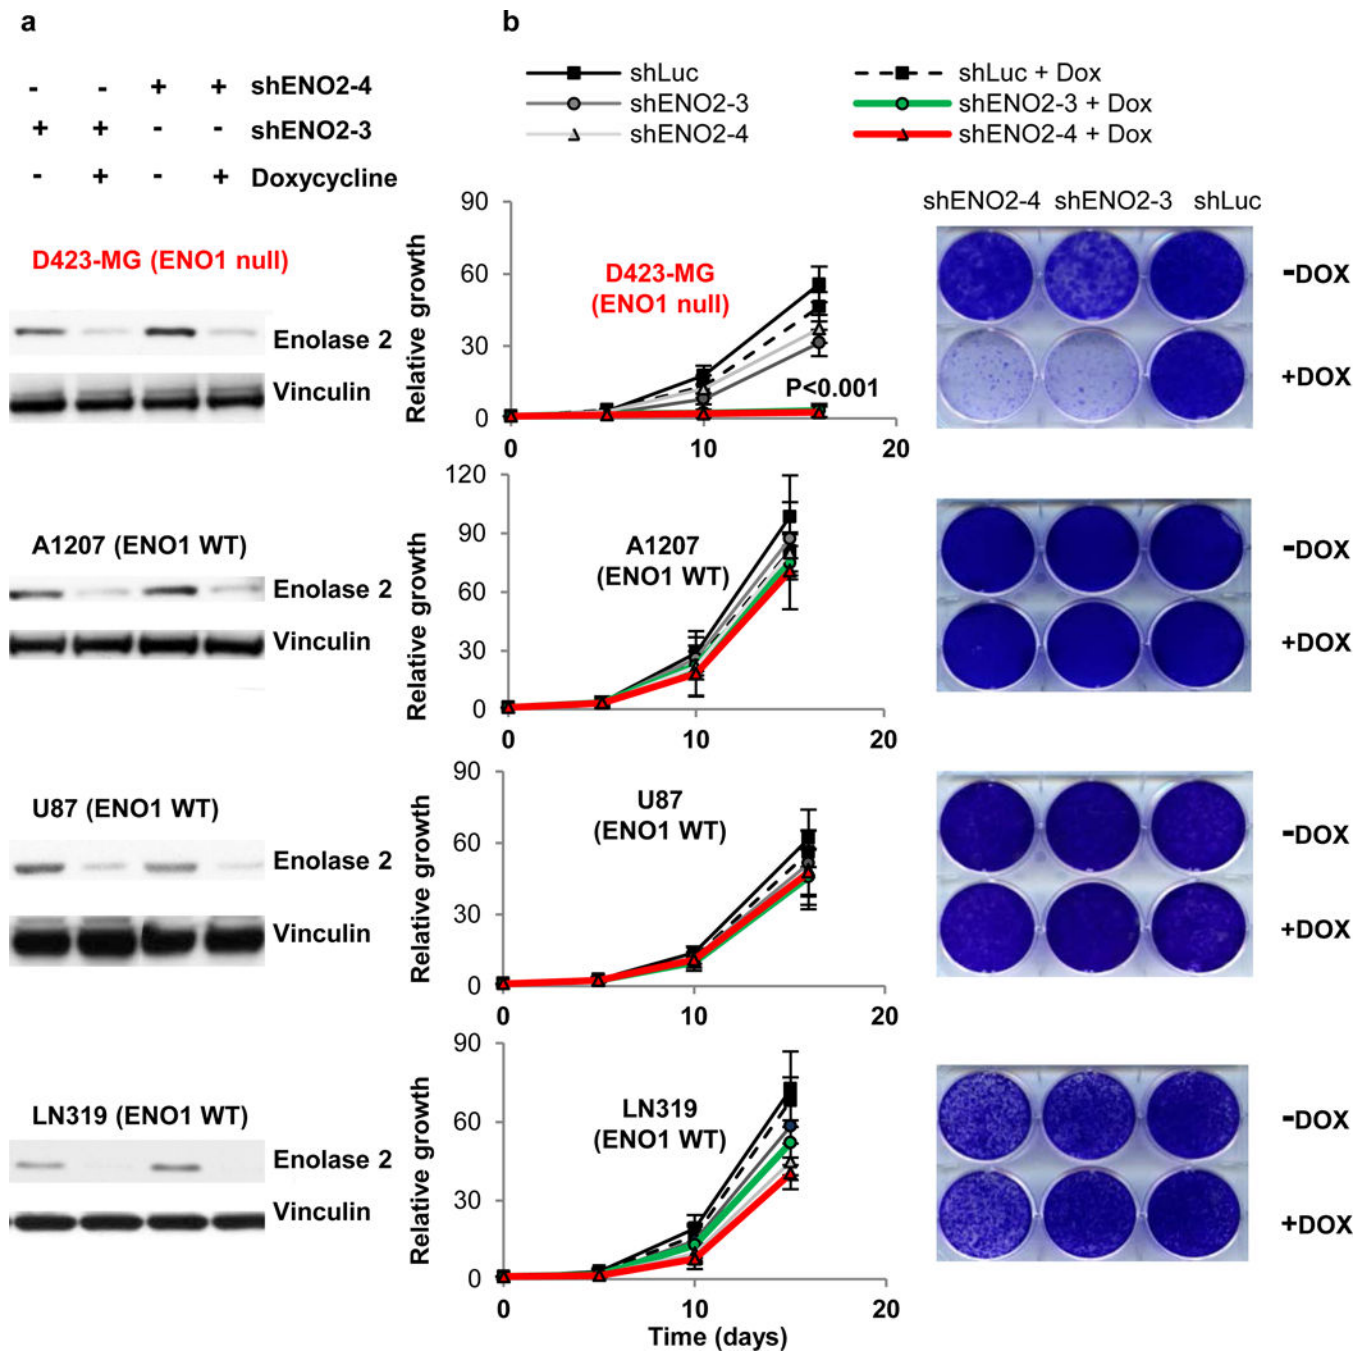 a
- - + + shENO2-4
+ + - - shENO2-3
- + - + Doxycycline
D423-MG (ENO1 null)
Enolase 2
Vinculin
A1207 (ENO1 WT)
Enolase 2
Vinculin
U87 (ENO1 WT)
Enolase 2
Vinculin
LN319 (ENO1 WT)
Enolase 2
Vinculin
b
shLuc
shLuc + Dox
shENO2-3
shENO2-3 + Dox
shENO2-4
shENO2-4 + Dox
Relative growth
90
60
30
0
D423-MG
(ENO1 null)
P<0.001
0 10 20
shENO2-4 shENO2-3 shLuc
-DOX
+DOX
Relative growth
120
90
60
30
0
A1207
(ENO1 WT)
0 10 20
-DOX
+DOX
Relative growth
90
60
30
0
U87
(ENO1 WT)
0 10 20
-DOX
+DOX
Relative growth
90
60
30
0
LN319
(ENO1 WT)
0 10 20
Time (days)
-DOX
+DOX